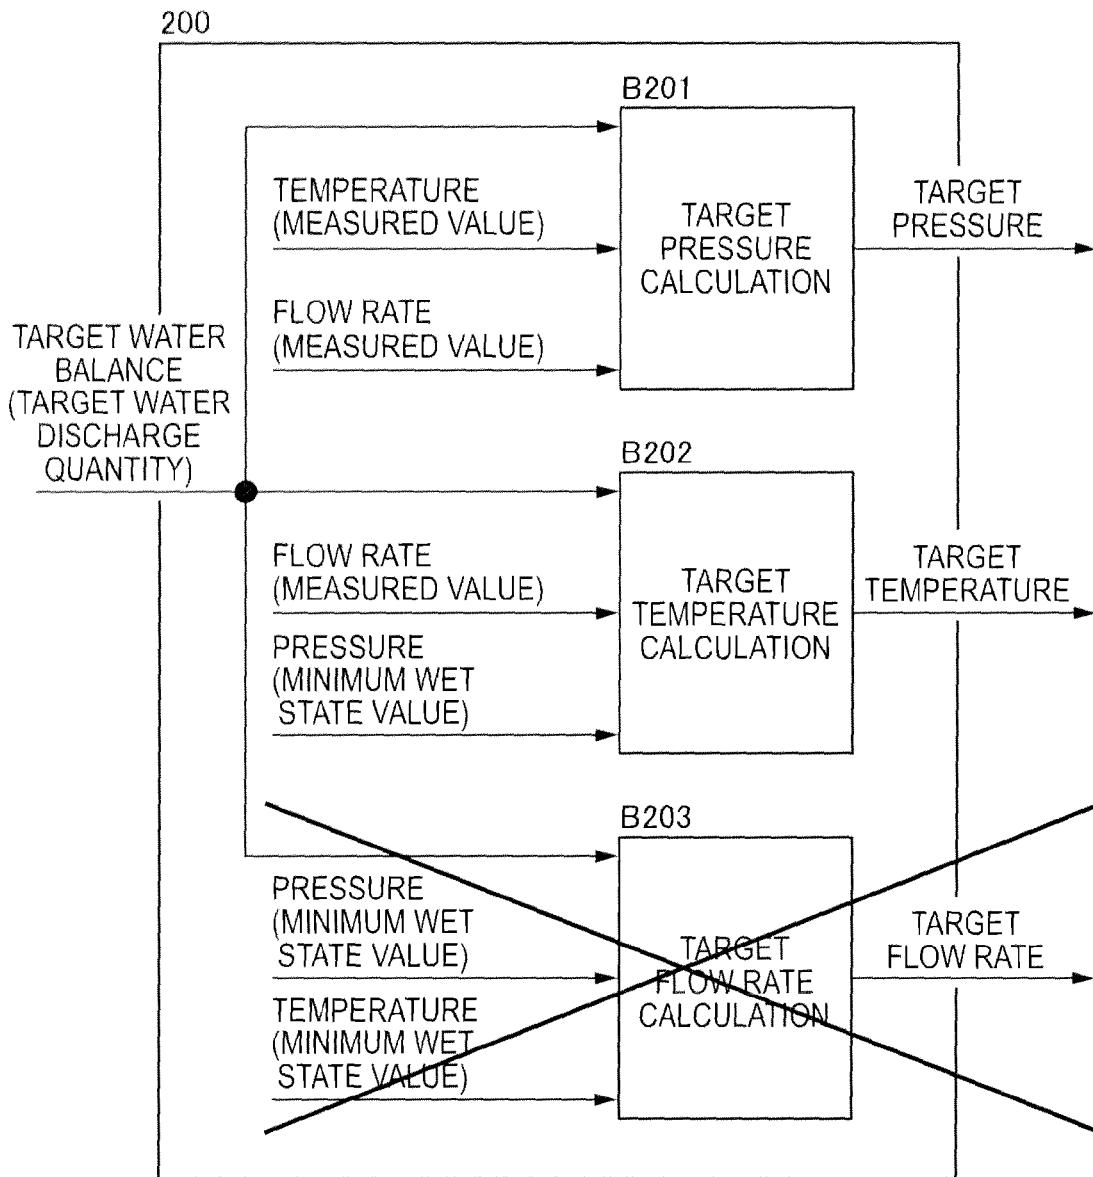 200
B201
TEMPERATURE
(MEASURED VALUE)
FLOW RATE
(MEASURED VALUE)
TARGET
PRESSURE
CALCULATION
TARGET
PRESSURE
TARGET WATER
BALANCE
(TARGET WATER
DISCHARGE
QUANTITY)
B202
FLOW RATE
(MEASURED VALUE)
PRESSURE
(MINIMUM WET
STATE VALUE)
TARGET
TEMPERATURE
CALCULATION
TARGET
TEMPERATURE
B203
PRESSURE
(MINIMUM WET
STATE VALUE)
TEMPERATURE
(MINIMUM WET
STATE VALUE)
TARGET
FLOW RATE
CALCULATION
TARGET
FLOW RATE